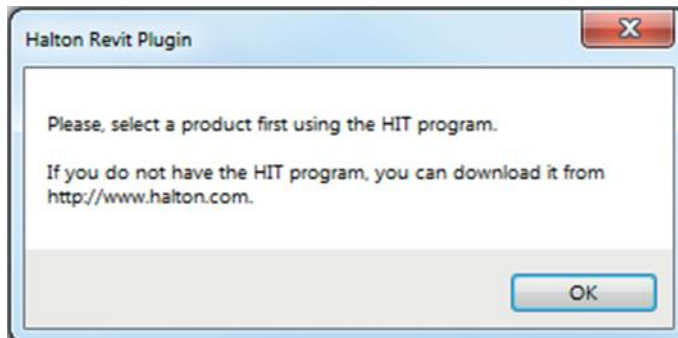 Halton Revit Plugin
Please, select a product first using the HIT program.
If you do not have the HIT program, you can download it from
http://www.halton.com.
OK